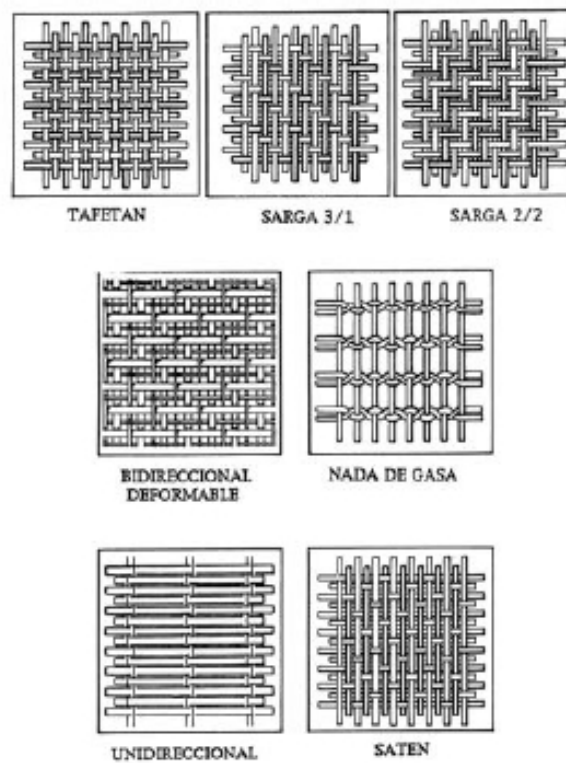 TAFETAN
SARGA 3/1
SARGA 2/2
BIDIRECCIONAL
DEFORMABLE
NADA DE GASA
UNIDIRECCIONAL
SATEN